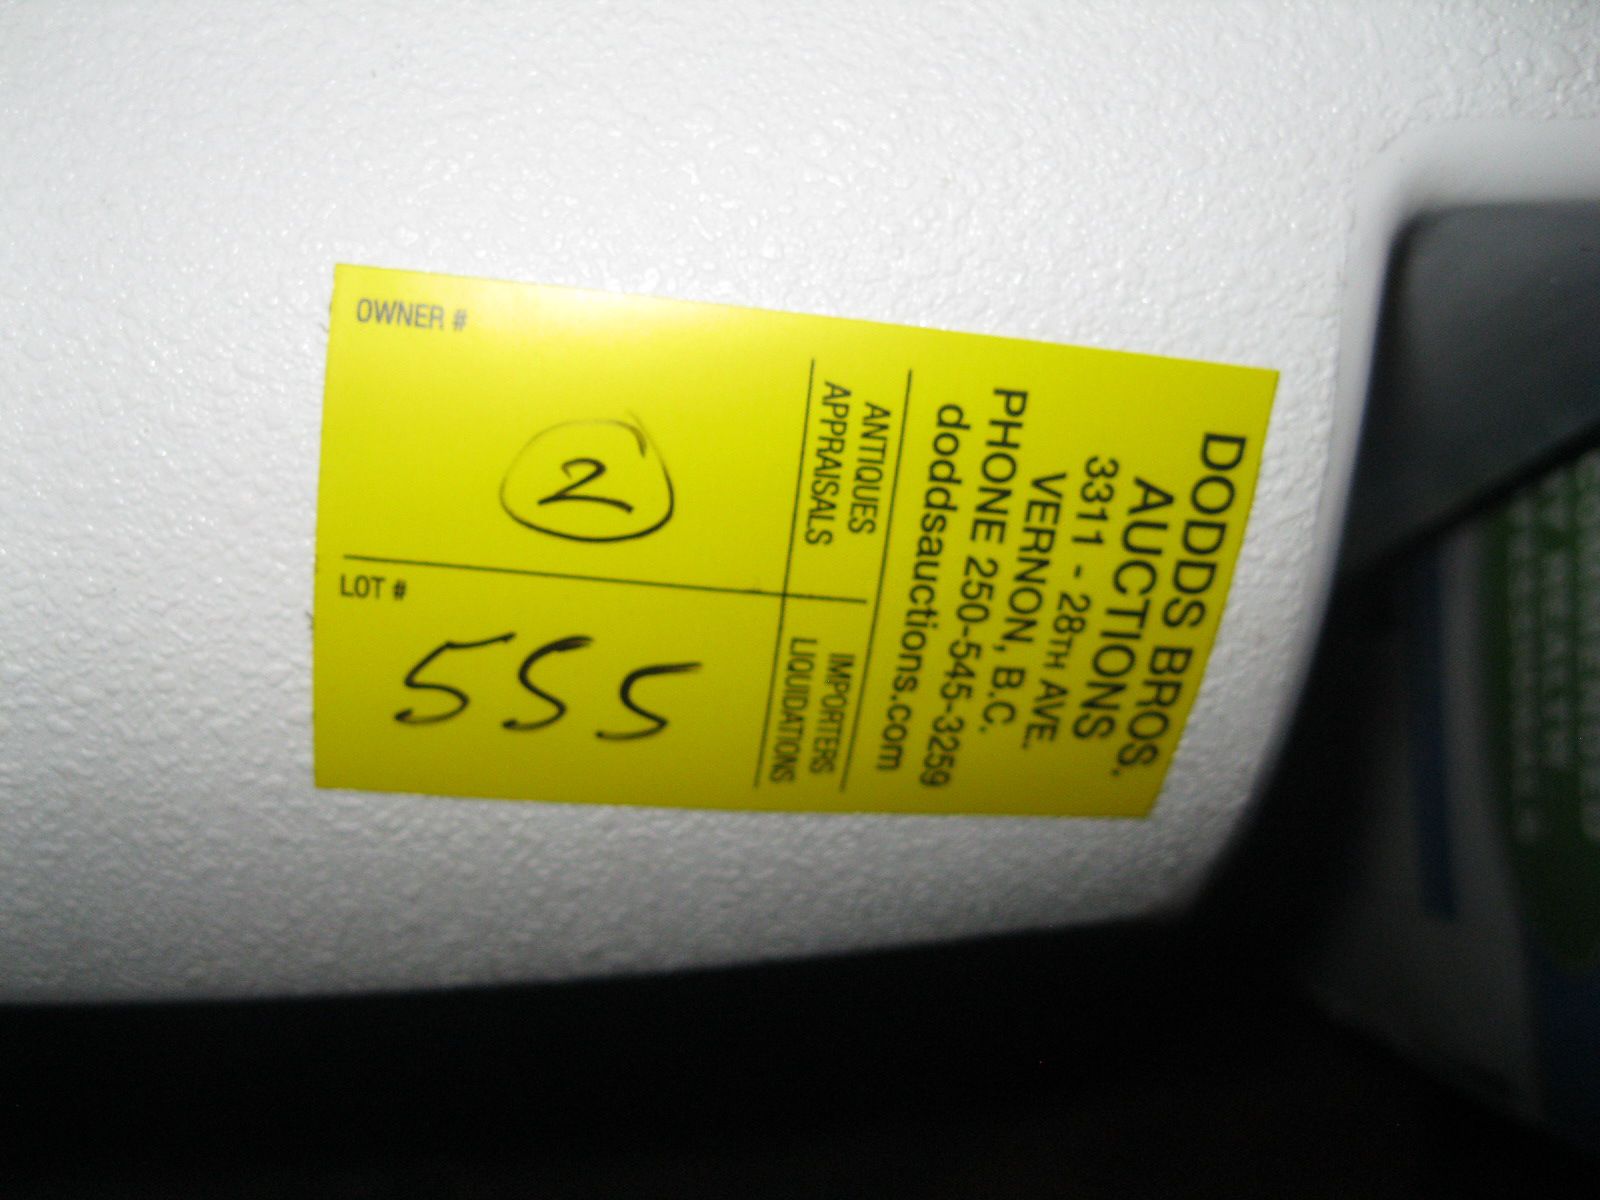 DODDS BROS.
AUCTIONS
3311 - 28TH AVE.
VERNON, B.C.
PHONE 250-545-3259
doddsauctions.com
ANTIQUES
APPRAISALS
IMPORTERS
LIQUIDATIONS
OWNER #
2
LOT #
555